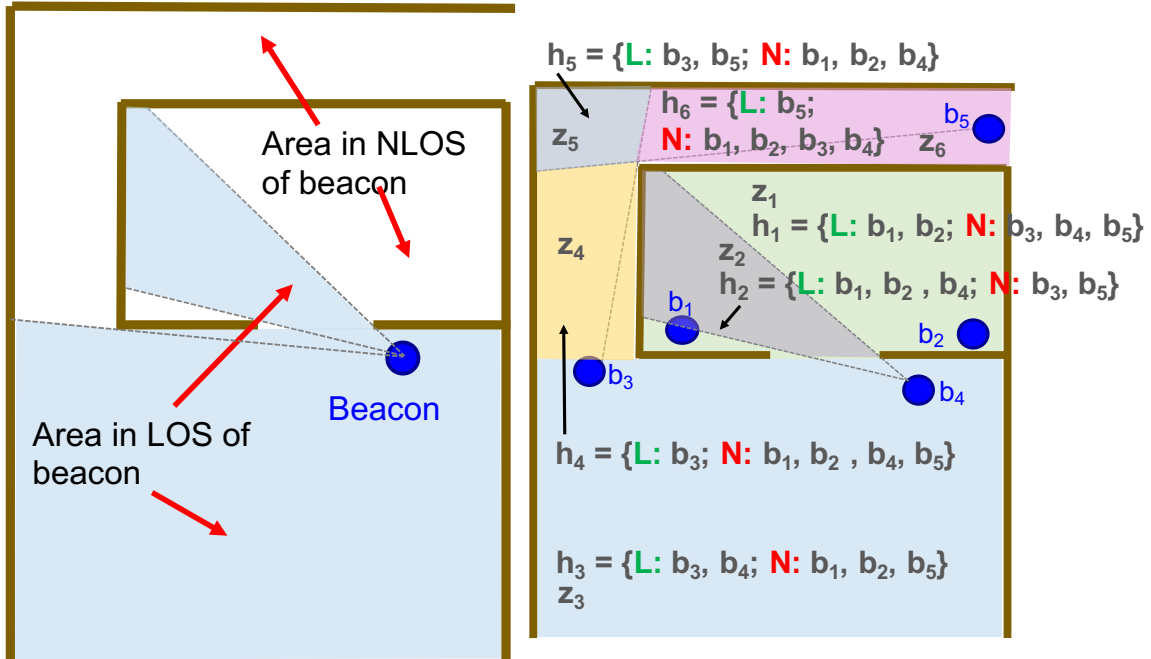 Area in NLOS
of beacon
Beacon
Area in LOS of
beacon
h₅ = {L: b₃, b₅; N: b₁, b₂, b₄}
h₆ = {L: b₅;
N: b₁, b₂, b₃, b₄}
b₅
z₅
z₆
z₁
h₁ = {L: b₁, b₂; N: b₃, b₄, b₅}
z₄
z₂
h₂ = {L: b₁, b₂ , b₄; N: b₃, b₅}
b₁
b₂
b₃
b₄
h₄ = {L: b₃; N: b₁, b₂ , b₄, b₅}
h₃ = {L: b₃, b₄; N: b₁, b₂, b₅}
z₃